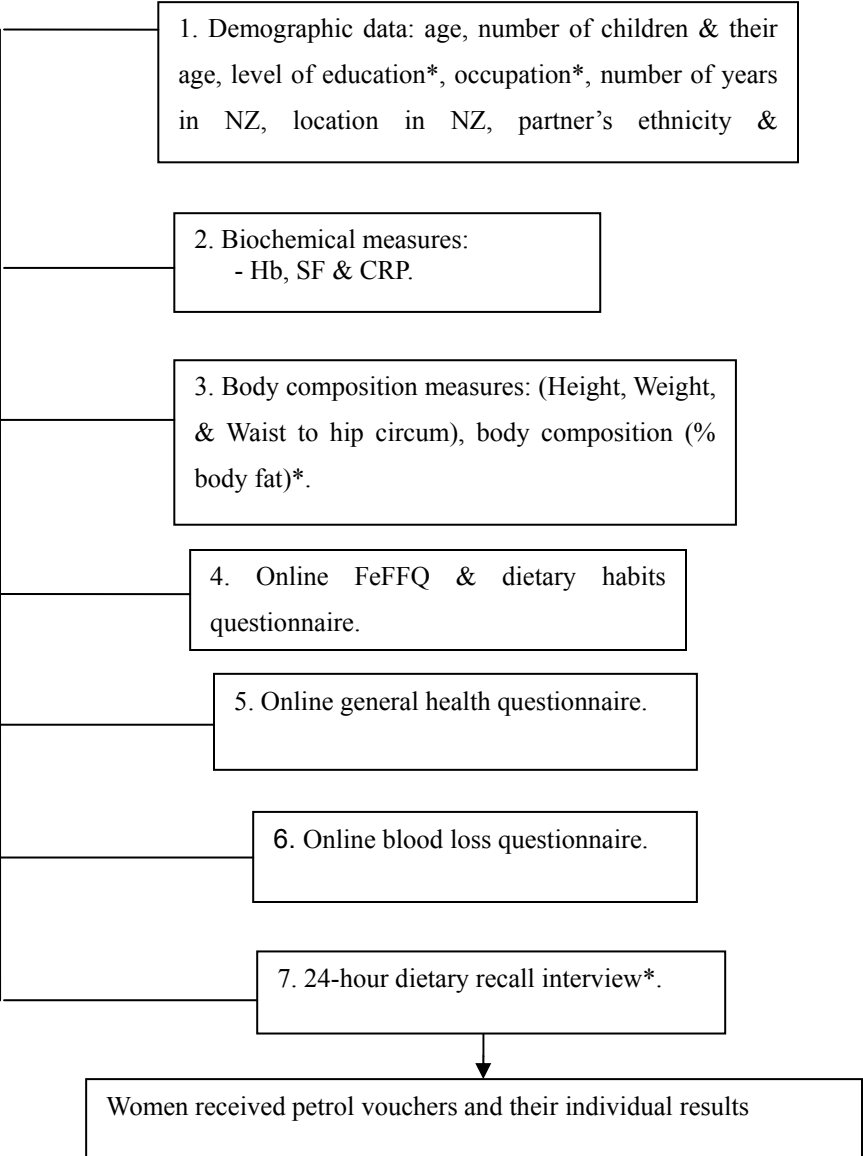 1. Demographic data: age, number of children & their
age, level of education*, occupation*, number of years
in NZ, location in NZ, partner’s ethnicity &
2. Biochemical measures:
- Hb, SF & CRP.
3. Body composition measures: (Height, Weight,
& Waist to hip circum), body composition (%
body fat)*.
4. Online FeFFQ & dietary habits
questionnaire.
5. Online general health questionnaire.
6. Online blood loss questionnaire.
7. 24-hour dietary recall interview*.
Women received petrol vouchers and their individual results